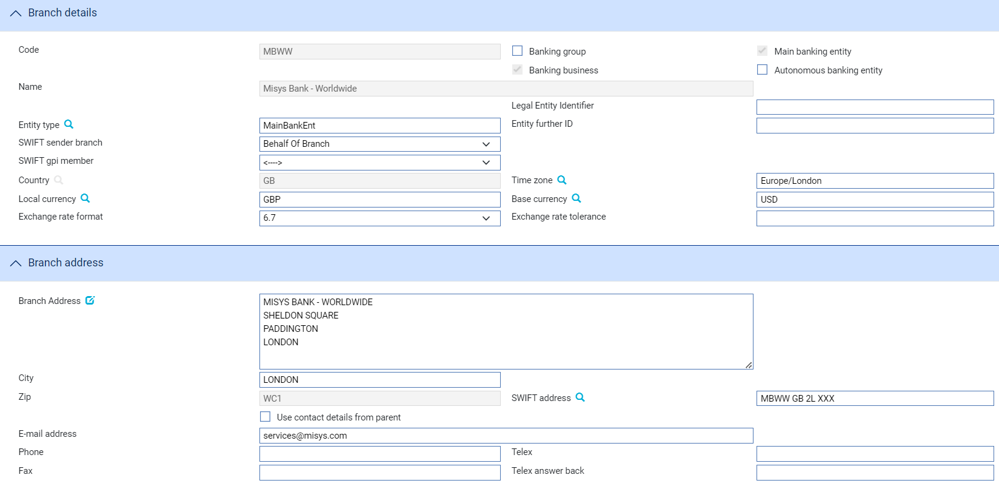 Branch details
Code MBWW Banking group Main banking entity
Banking business Autonomous banking entity
Name Misys Bank - Worldwide
Legal Entity Identifier
Entity type MainBankEnt Entity further ID
SWIFT sender branch Behalf Of Branch
SWIFT gpi member <---->
Country GB Time zone Europe/London
Local currency GBP Base currency USD
Exchange rate format 6.7 Exchange rate tolerance
Branch address
Branch Address MISYS BANK - WORLDWIDE
SHELDON SQUARE
PADDINGTON
LONDON
City LONDON
Zip WC1 SWIFT address MBWW GB 2L XXX
Use contact details from parent
E-mail address services@misys.com
Phone Telex
Fax Telex answer back